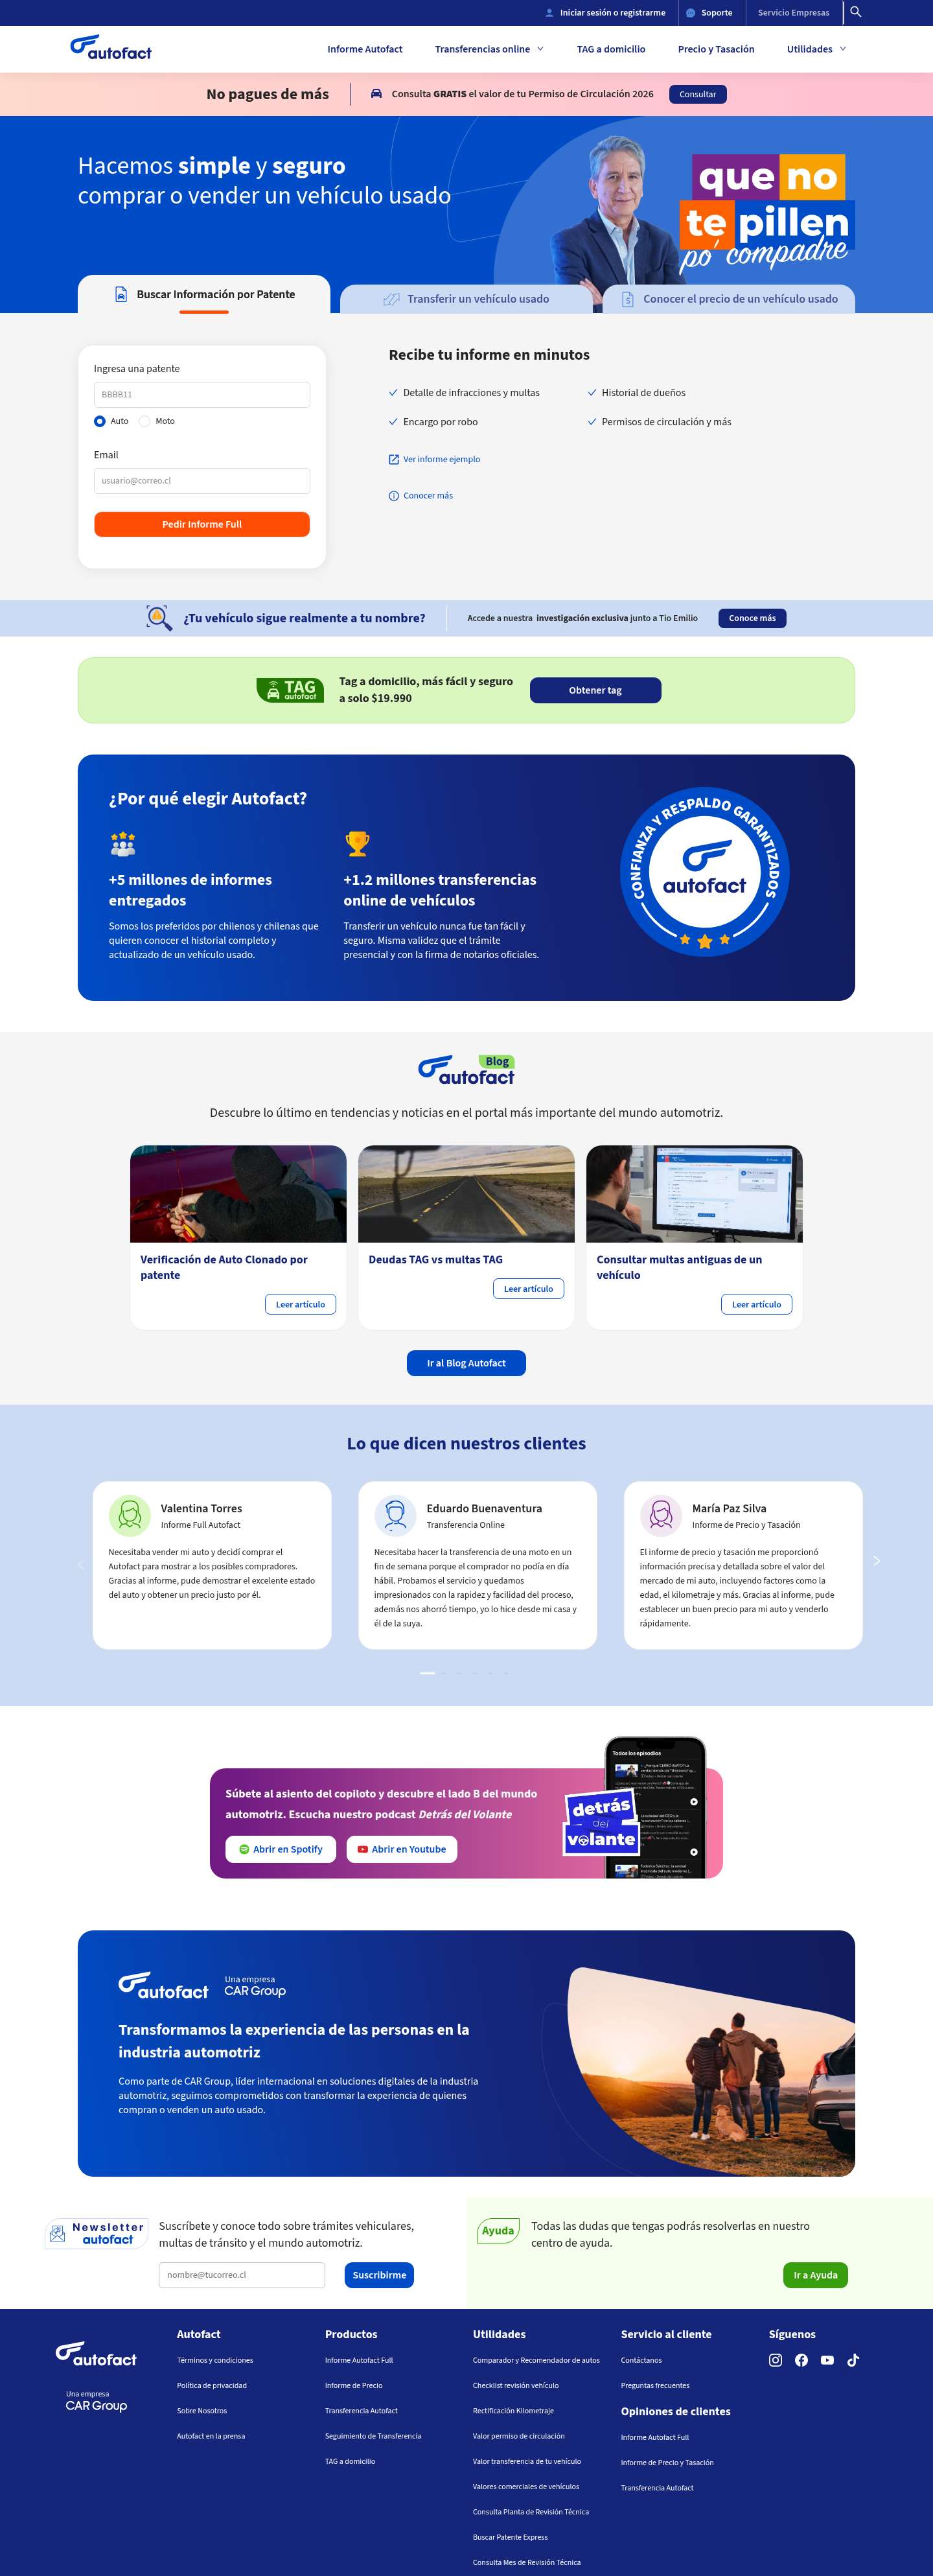 Iniciar sesión o registrarme
Soporte
Servicio Empresas
autofact
Informe Autofact
Transferencias online
TAG a domicilio
Precio y Tasación
Utilidades
No pagues de más
Consulta GRATIS el valor de tu Permiso de Circulación 2026
Consultar
Hacemos simple y seguro
comprar o vender un vehículo usado
que no
te pillen
po' compadre
Buscar Información por Patente
Transferir un vehículo usado
Conocer el precio de un vehículo usado
Ingresa una patente
BBBB11
Auto
Moto
Email
usuario@correo.cl
Pedir Informe Full
Recibe tu informe en minutos
Detalle de infracciones y multas
Historial de dueños
Encargo por robo
Permisos de circulación y más
Ver informe ejemplo
Conocer más
¿Tu vehículo sigue realmente a tu nombre?
Accede a nuestra investigación exclusiva junto a Tio Emilio
Conoce más
TAG
autofact
Tag a domicilio, más fácil y seguro
a solo $19.990
Obtener tag
¿Por qué elegir Autofact?
+5 millones de informes
entregados
Somos los preferidos por chilenos y chilenas que
quieren conocer el historial completo y
actualizado de un vehículo usado.
+1.2 millones transferencias
online de vehículos
Transferir un vehículo nunca fue tan fácil y
seguro. Misma validez que el trámite
presencial y con la firma de notarios oficiales.
CONFIANZA Y RESPALDO GARANTIZADOS
autofact
Blog
autofact
Descubre lo último en tendencias y noticias en el portal más importante del mundo automotriz.
Verificación de Auto Clonado por
patente
Leer artículo
Deudas TAG vs multas TAG
Leer artículo
Consultar multas antiguas de un
vehículo
Leer artículo
Ir al Blog Autofact
Lo que dicen nuestros clientes
Valentina Torres
Informe Full Autofact
Necesitaba vender mi auto y decidí comprar el
Autofact para mostrar a los posibles compradores.
Gracias al informe, pude demostrar el excelente estado
del auto y obtener un precio justo por él.
Eduardo Buenaventura
Transferencia Online
Necesitaba hacer la transferencia de una moto en un
fin de semana porque el comprador no podía en día
hábil. Probamos el servicio y quedamos
impresionados con la rapidez y facilidad del proceso,
además nos ahorró tiempo, yo lo hice desde mi casa y
él de la suya.
María Paz Silva
Informe de Precio y Tasación
El informe de precio y tasación me proporcionó
información precisa y detallada sobre el valor del
mercado de mi auto, incluyendo factores como la
edad, el kilometraje y más. Gracias al informe, pude
establecer un buen precio para mi auto y venderlo
rápidamente.
Súbete al asiento del copiloto y descubre el lado B del mundo
automotriz. Escucha nuestro podcast Detrás del Volante
Abrir en Spotify
Abrir en Youtube
Todos los episodios
detrás
del
volante
autofact
Una empresa
CAR Group
Transformamos la experiencia de las personas en la
industria automotriz
Como parte de CAR Group, líder internacional en soluciones digitales de la industria
automotriz, seguimos comprometidos con transformar la experiencia de quienes
compran o venden un auto usado.
Newsletter
autofact
Suscríbete y conoce todo sobre trámites vehiculares,
multas de tránsito y el mundo automotriz.
nombre@tucorreo.cl
Suscribirme
Ayuda
Todas las dudas que tengas podrás resolverlas en nuestro
centro de ayuda.
Ir a Ayuda
autofact
Una empresa
CAR Group
Autofact
Términos y condiciones
Política de privacidad
Sobre Nosotros
Autofact en la prensa
Productos
Informe Autofact Full
Informe de Precio
Transferencia Autofact
Seguimiento de Transferencia
TAG a domicilio
Utilidades
Comparador y Recomendador de autos
Checklist revisión vehículo
Rectificación Kilometraje
Valor permiso de circulación
Valor transferencia de tu vehículo
Valores comerciales de vehículos
Consulta Planta de Revisión Técnica
Buscar Patente Express
Consulta Mes de Revisión Técnica
Servicio al cliente
Contáctanos
Preguntas frecuentes
Opiniones de clientes
Informe Autofact Full
Informe de Precio y Tasación
Transferencia Autofact
Síguenos